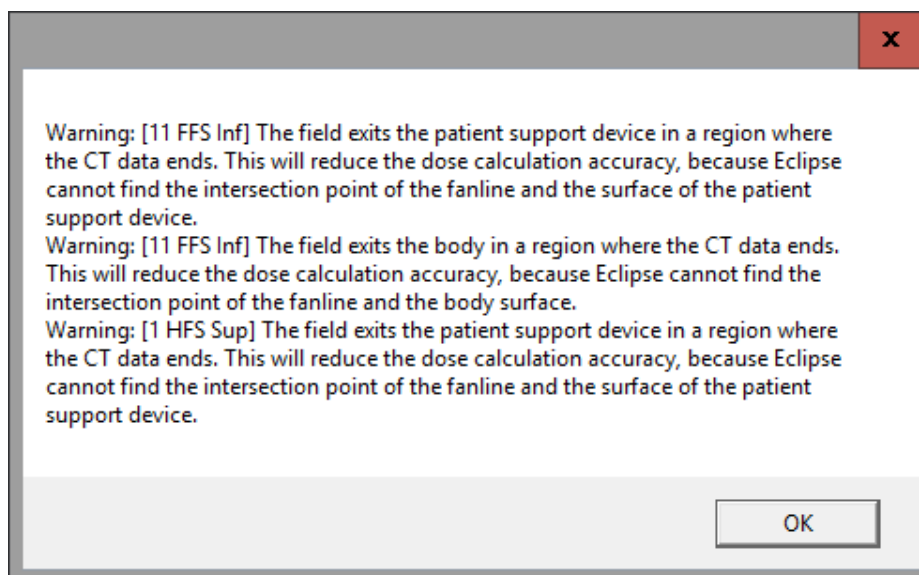 x
Warning: [11 FFS Inf] The field exits the patient support device in a region where
the CT data ends. This will reduce the dose calculation accuracy, because Eclipse
cannot find the intersection point of the fanline and the surface of the patient
support device.
Warning: [11 FFS Inf] The field exits the body in a region where the CT data ends.
This will reduce the dose calculation accuracy, because Eclipse cannot find the
intersection point of the fanline and the body surface.
Warning: [1 HFS Sup] The field exits the patient support device in a region where
the CT data ends. This will reduce the dose calculation accuracy, because Eclipse
cannot find the intersection point of the fanline and the surface of the patient
support device.
OK